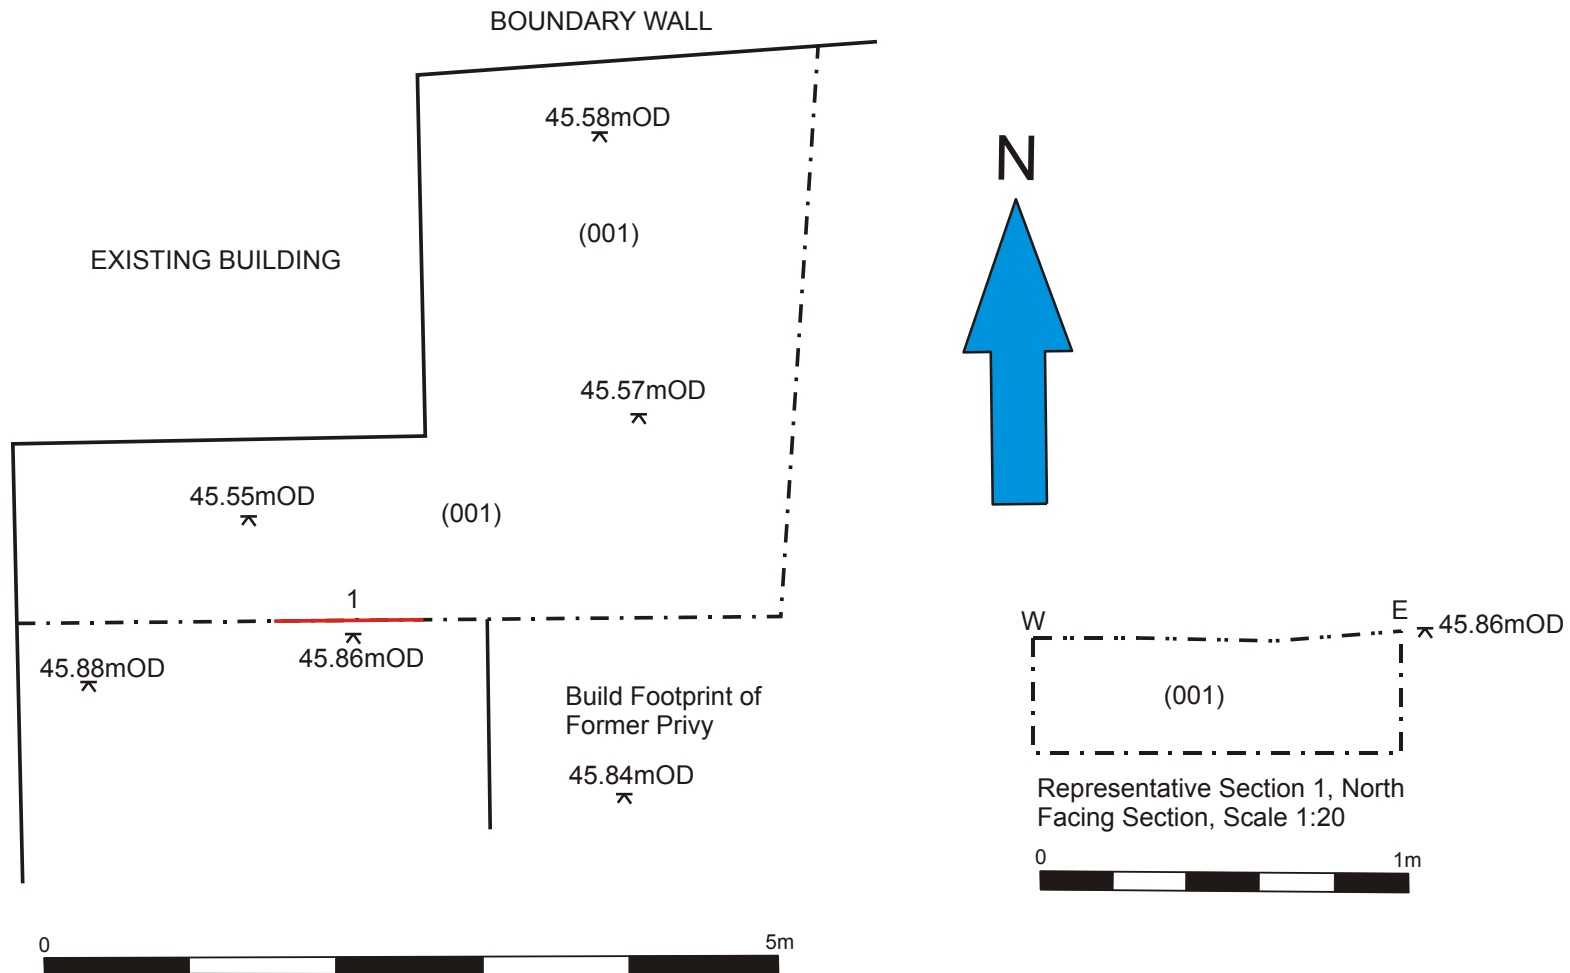 BOUNDARY WALL
45.58mOD
N
(001)
EXISTING BUILDING
45.57mOD
45.55mOD
(001)
1
W
E
45.86mOD
45.86mOD
45.88mOD
Build Footprint of
Former Privy
(001)
45.84mOD
Representative Section 1, North
Facing Section, Scale 1:20
0
1m
0
5m